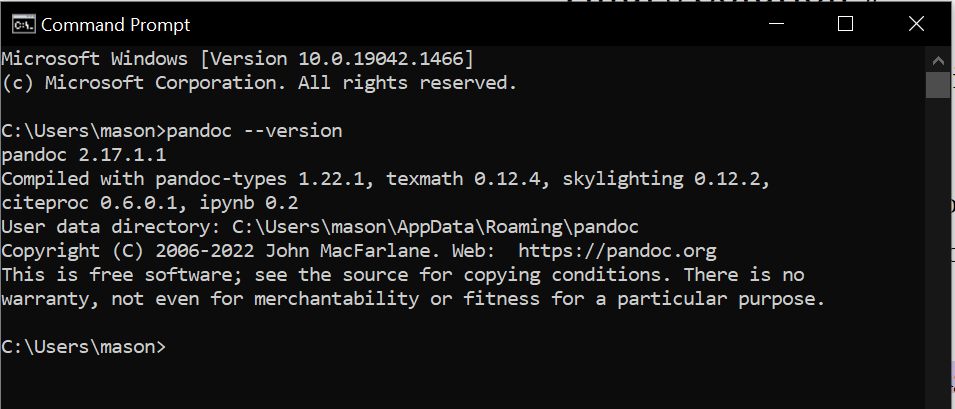 Command Prompt
Microsoft Windows [Version 10.0.19042.1466]
(c) Microsoft Corporation. All rights reserved.
C:\Users\mason>pandoc --version
pandoc 2.17.1.1
Compiled with pandoc-types 1.22.1, texmath 0.12.4, skylighting 0.12.2,
citeproc 0.6.0.1, ipynb 0.2
User data directory: C:\Users\mason\AppData\Roaming\pandoc
Copyright (C) 2006-2022 John MacFarlane. Web:  https://pandoc.org
This is free software; see the source for copying conditions. There is no
warranty, not even for merchantability or fitness for a particular purpose.
C:\Users\mason>